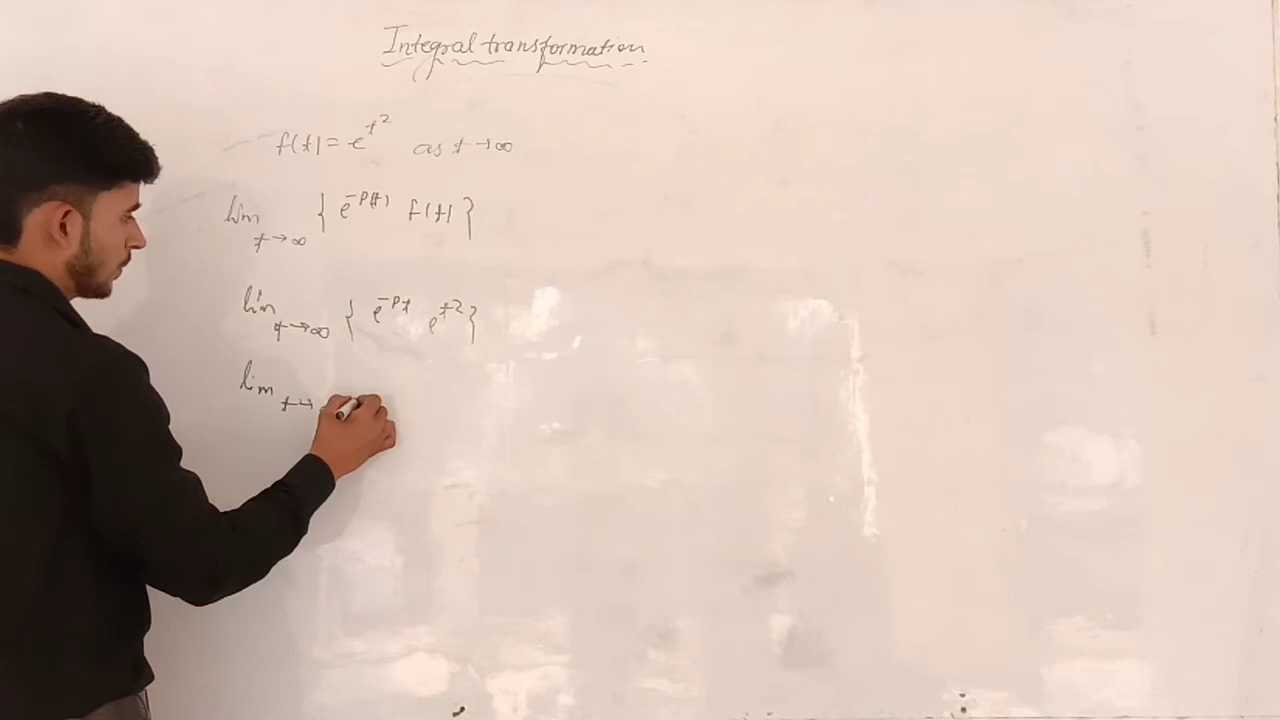 Integral transformation
f(t) = e^{t^2} as t → ∞
lim_{t→∞} { e^{-p(t)} f(t) }
lim_{t→∞} { e^{-pt} e^{t^2} }
lim_{t→